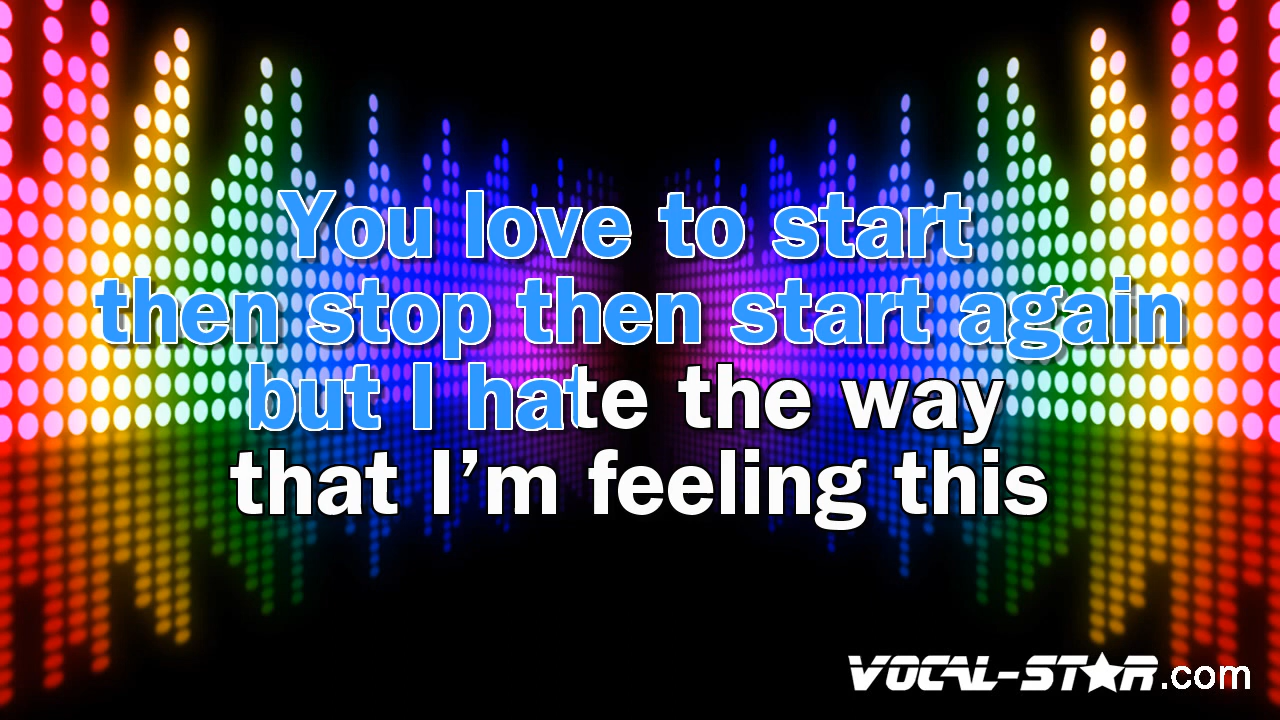 You love to start
then stop then start again
but I hate the way
that I’m feeling this
VOCAL-STAR.com